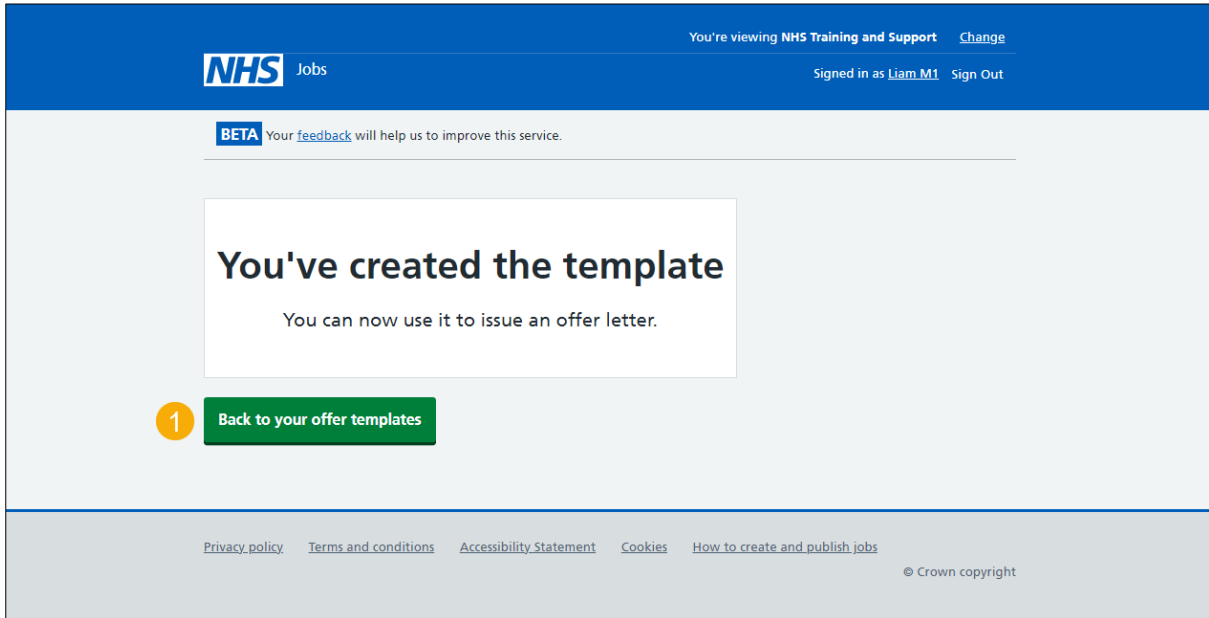 You're viewing NHS Training and Support Change
NHS Jobs
Signed in as Liam M1 Sign Out
BETA Your feedback will help us to improve this service.
You've created the template
You can now use it to issue an offer letter.
1 Back to your offer templates
Privacy policy Terms and conditions Accessibility Statement Cookies How to create and publish jobs
© Crown copyright